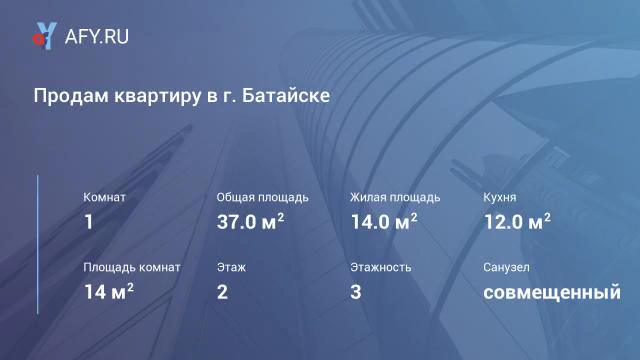 AFY.RU
Продам квартиру в г. Батайске
Комнат
1
Общая площадь
37.0 м²
Жилая площадь
14.0 м²
Кухня
12.0 м²
Площадь комнат
14 м²
Этаж
2
Этажность
3
Санузел
совмещенный